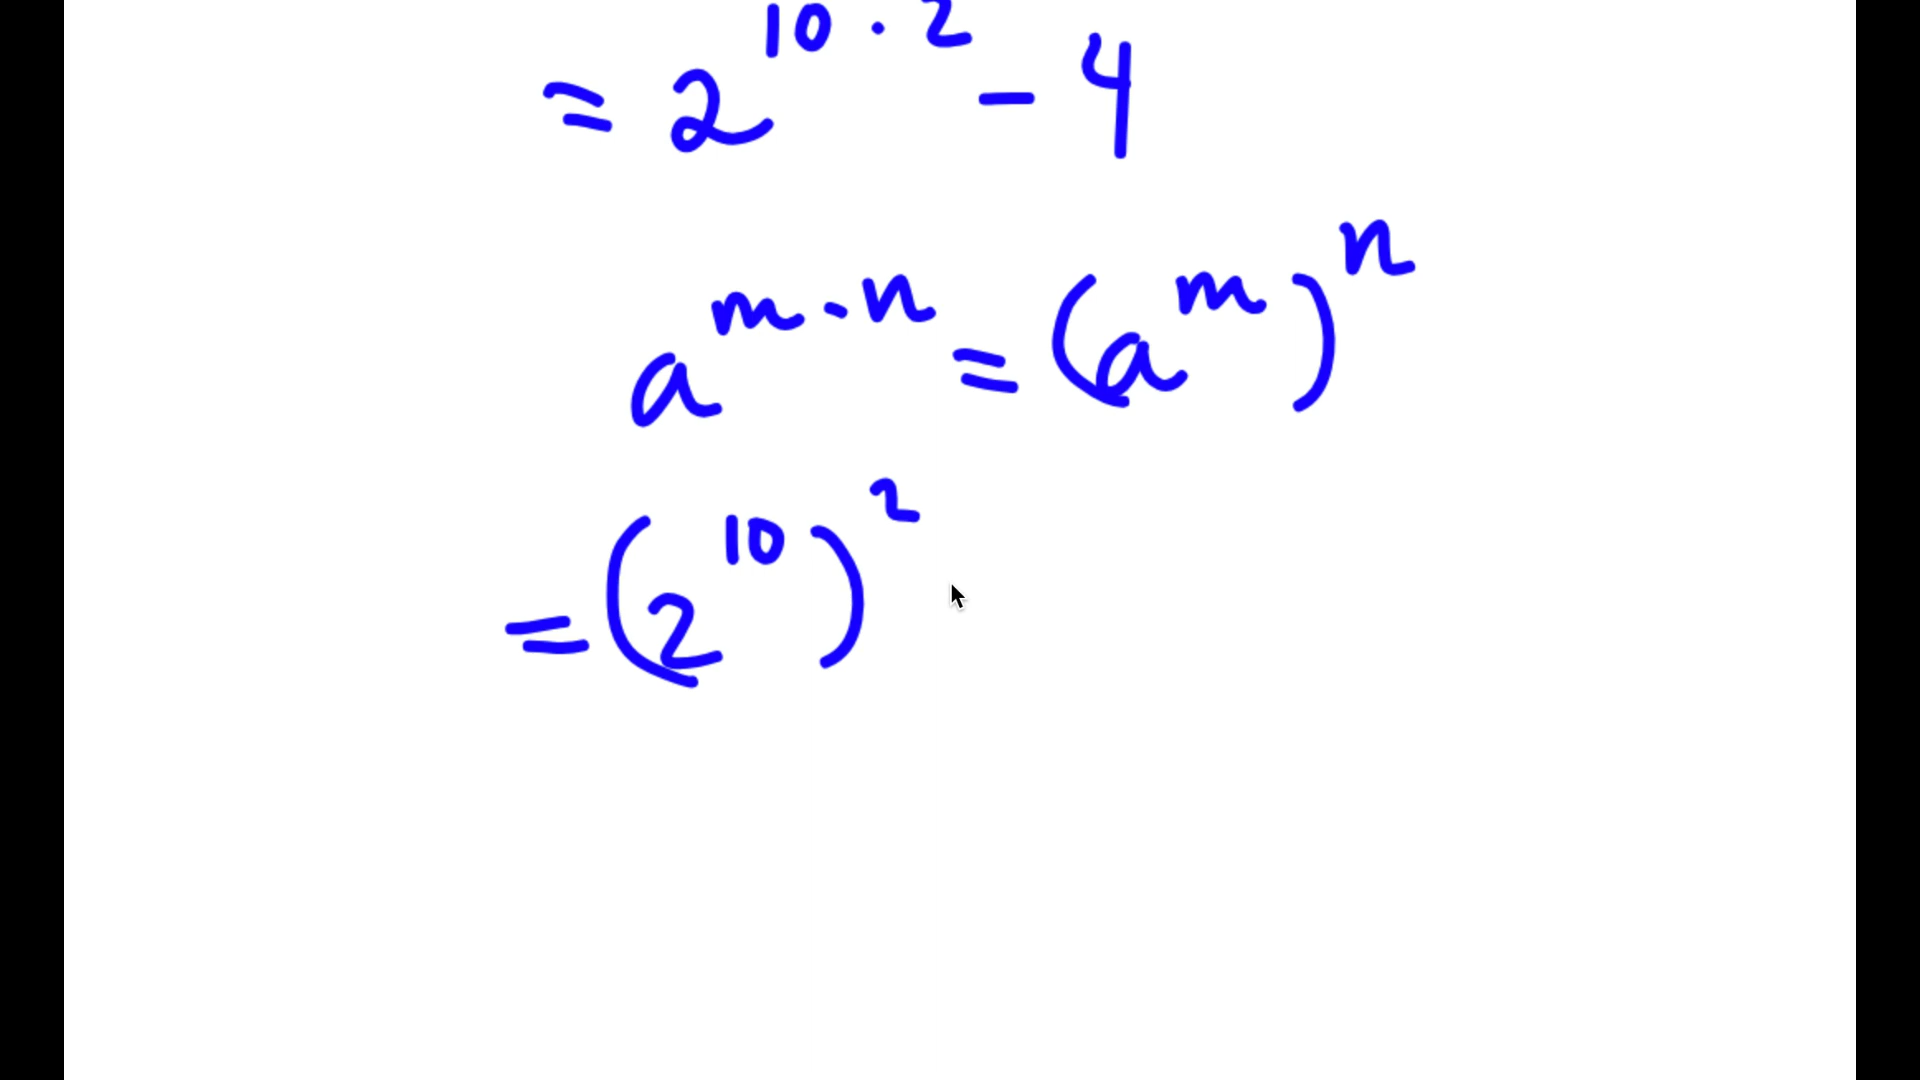 = 2^{10 · 2} - 4
a^{m · n} = (a^m)^n
= (2^{10})^2